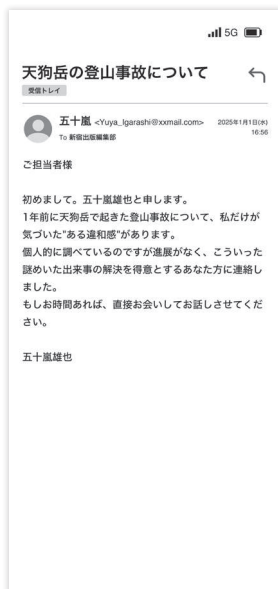 5G
天狗岳の登山事故について
受信トレイ
五十嵐 <Yuya_Igarashi@xxmail.com> 2025年1月1日(水)
To 新宿出版編集部 16:56
ご担当者様
初めまして。五十嵐雄也と申します。
1年前に天狗岳で起きた登山事故について、私だけが
気づいた"ある違和感"があります。
個人的に調べているのですが進展がなく、こういった
謎めいた出来事の解決を得意とするあなた方に連絡し
ました。
もしお時間あれば、直接お会いしてお話しさせてくだ
さい。
五十嵐雄也